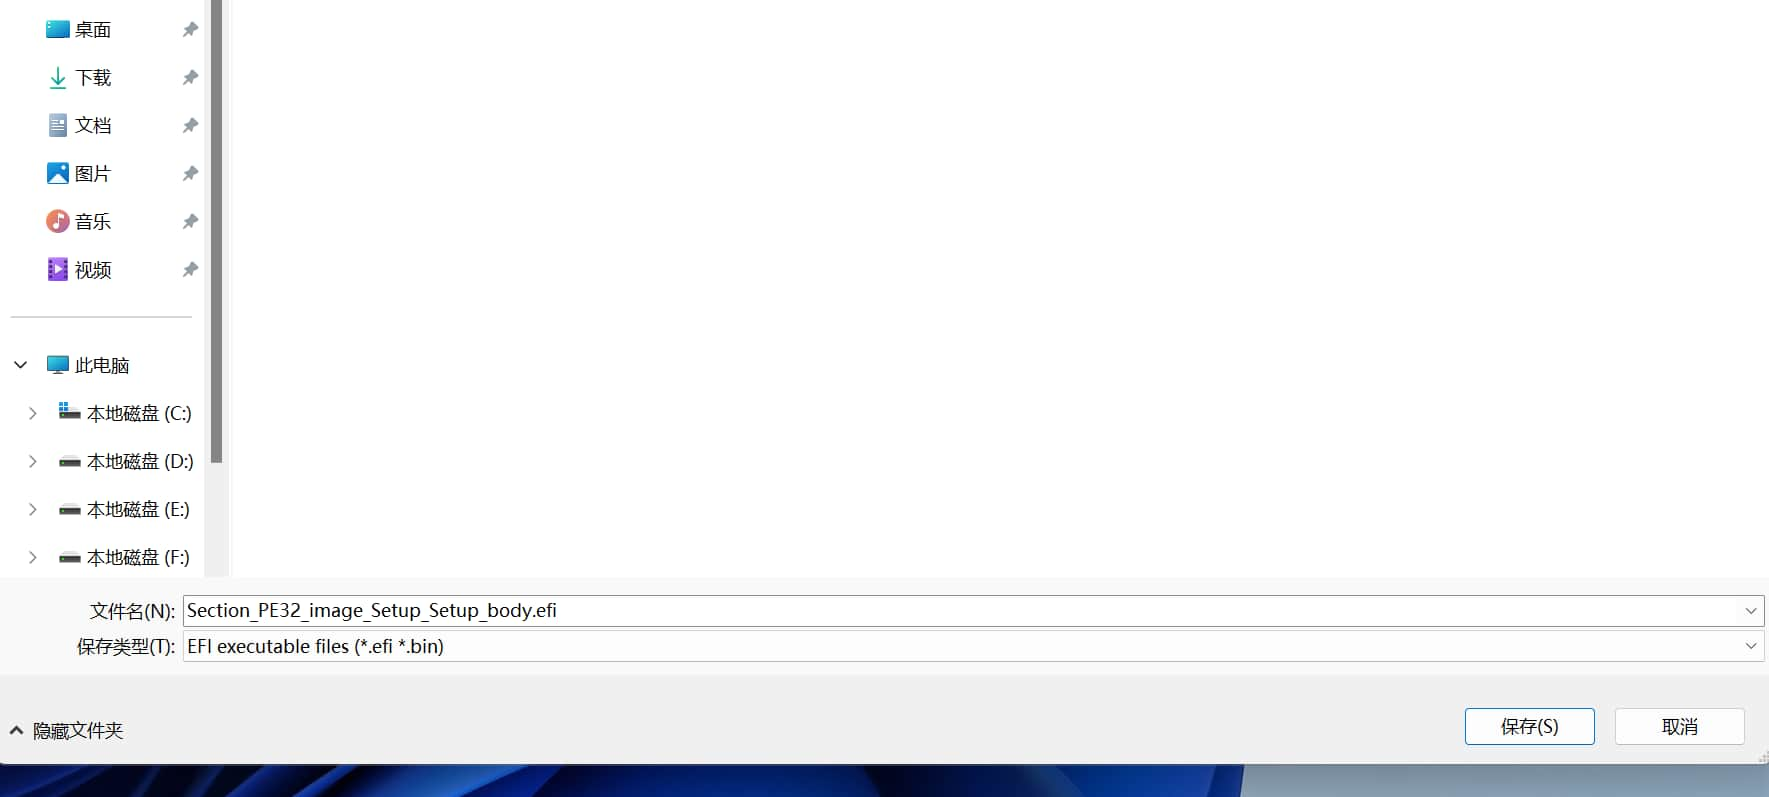 桌面
下载
文档
图片
音乐
视频
此电脑
本地磁盘 (C:)
本地磁盘 (D:)
本地磁盘 (E:)
本地磁盘 (F:)
文件名(N): Section_PE32_image_Setup_Setup_body.efi
保存类型(T): EFI executable files (*.efi *.bin)
隐藏文件夹 保存(S) 取消